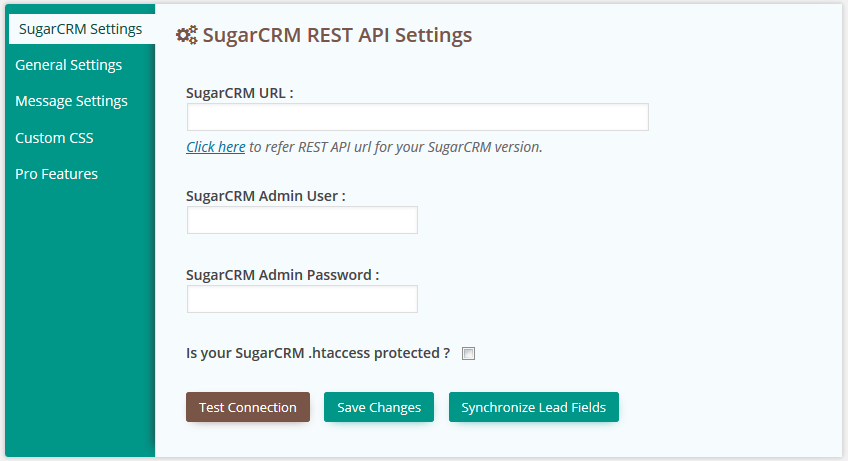 SugarCRM Settings
General Settings
Message Settings
Custom CSS
Pro Features
SugarCRM REST API Settings
SugarCRM URL :
Click here to refer REST API url for your SugarCRM version.
SugarCRM Admin User :
SugarCRM Admin Password :
Is your SugarCRM .htaccess protected ?
Test Connection Save Changes Synchronize Lead Fields